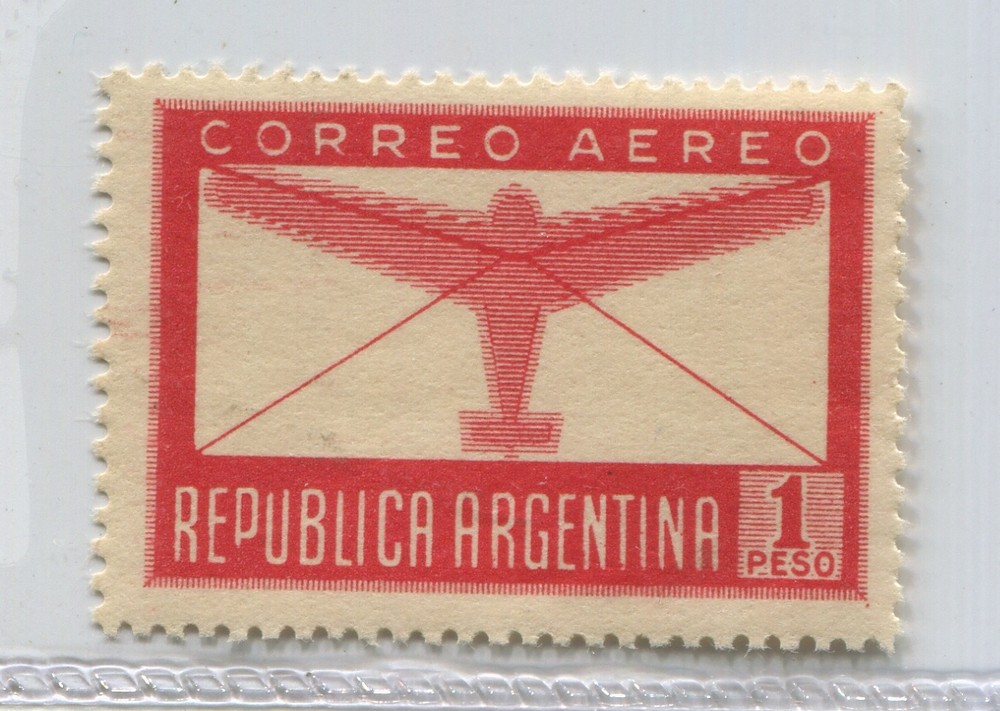 CORREO AEREO
REPUBLICA ARGENTINA
1
PESO